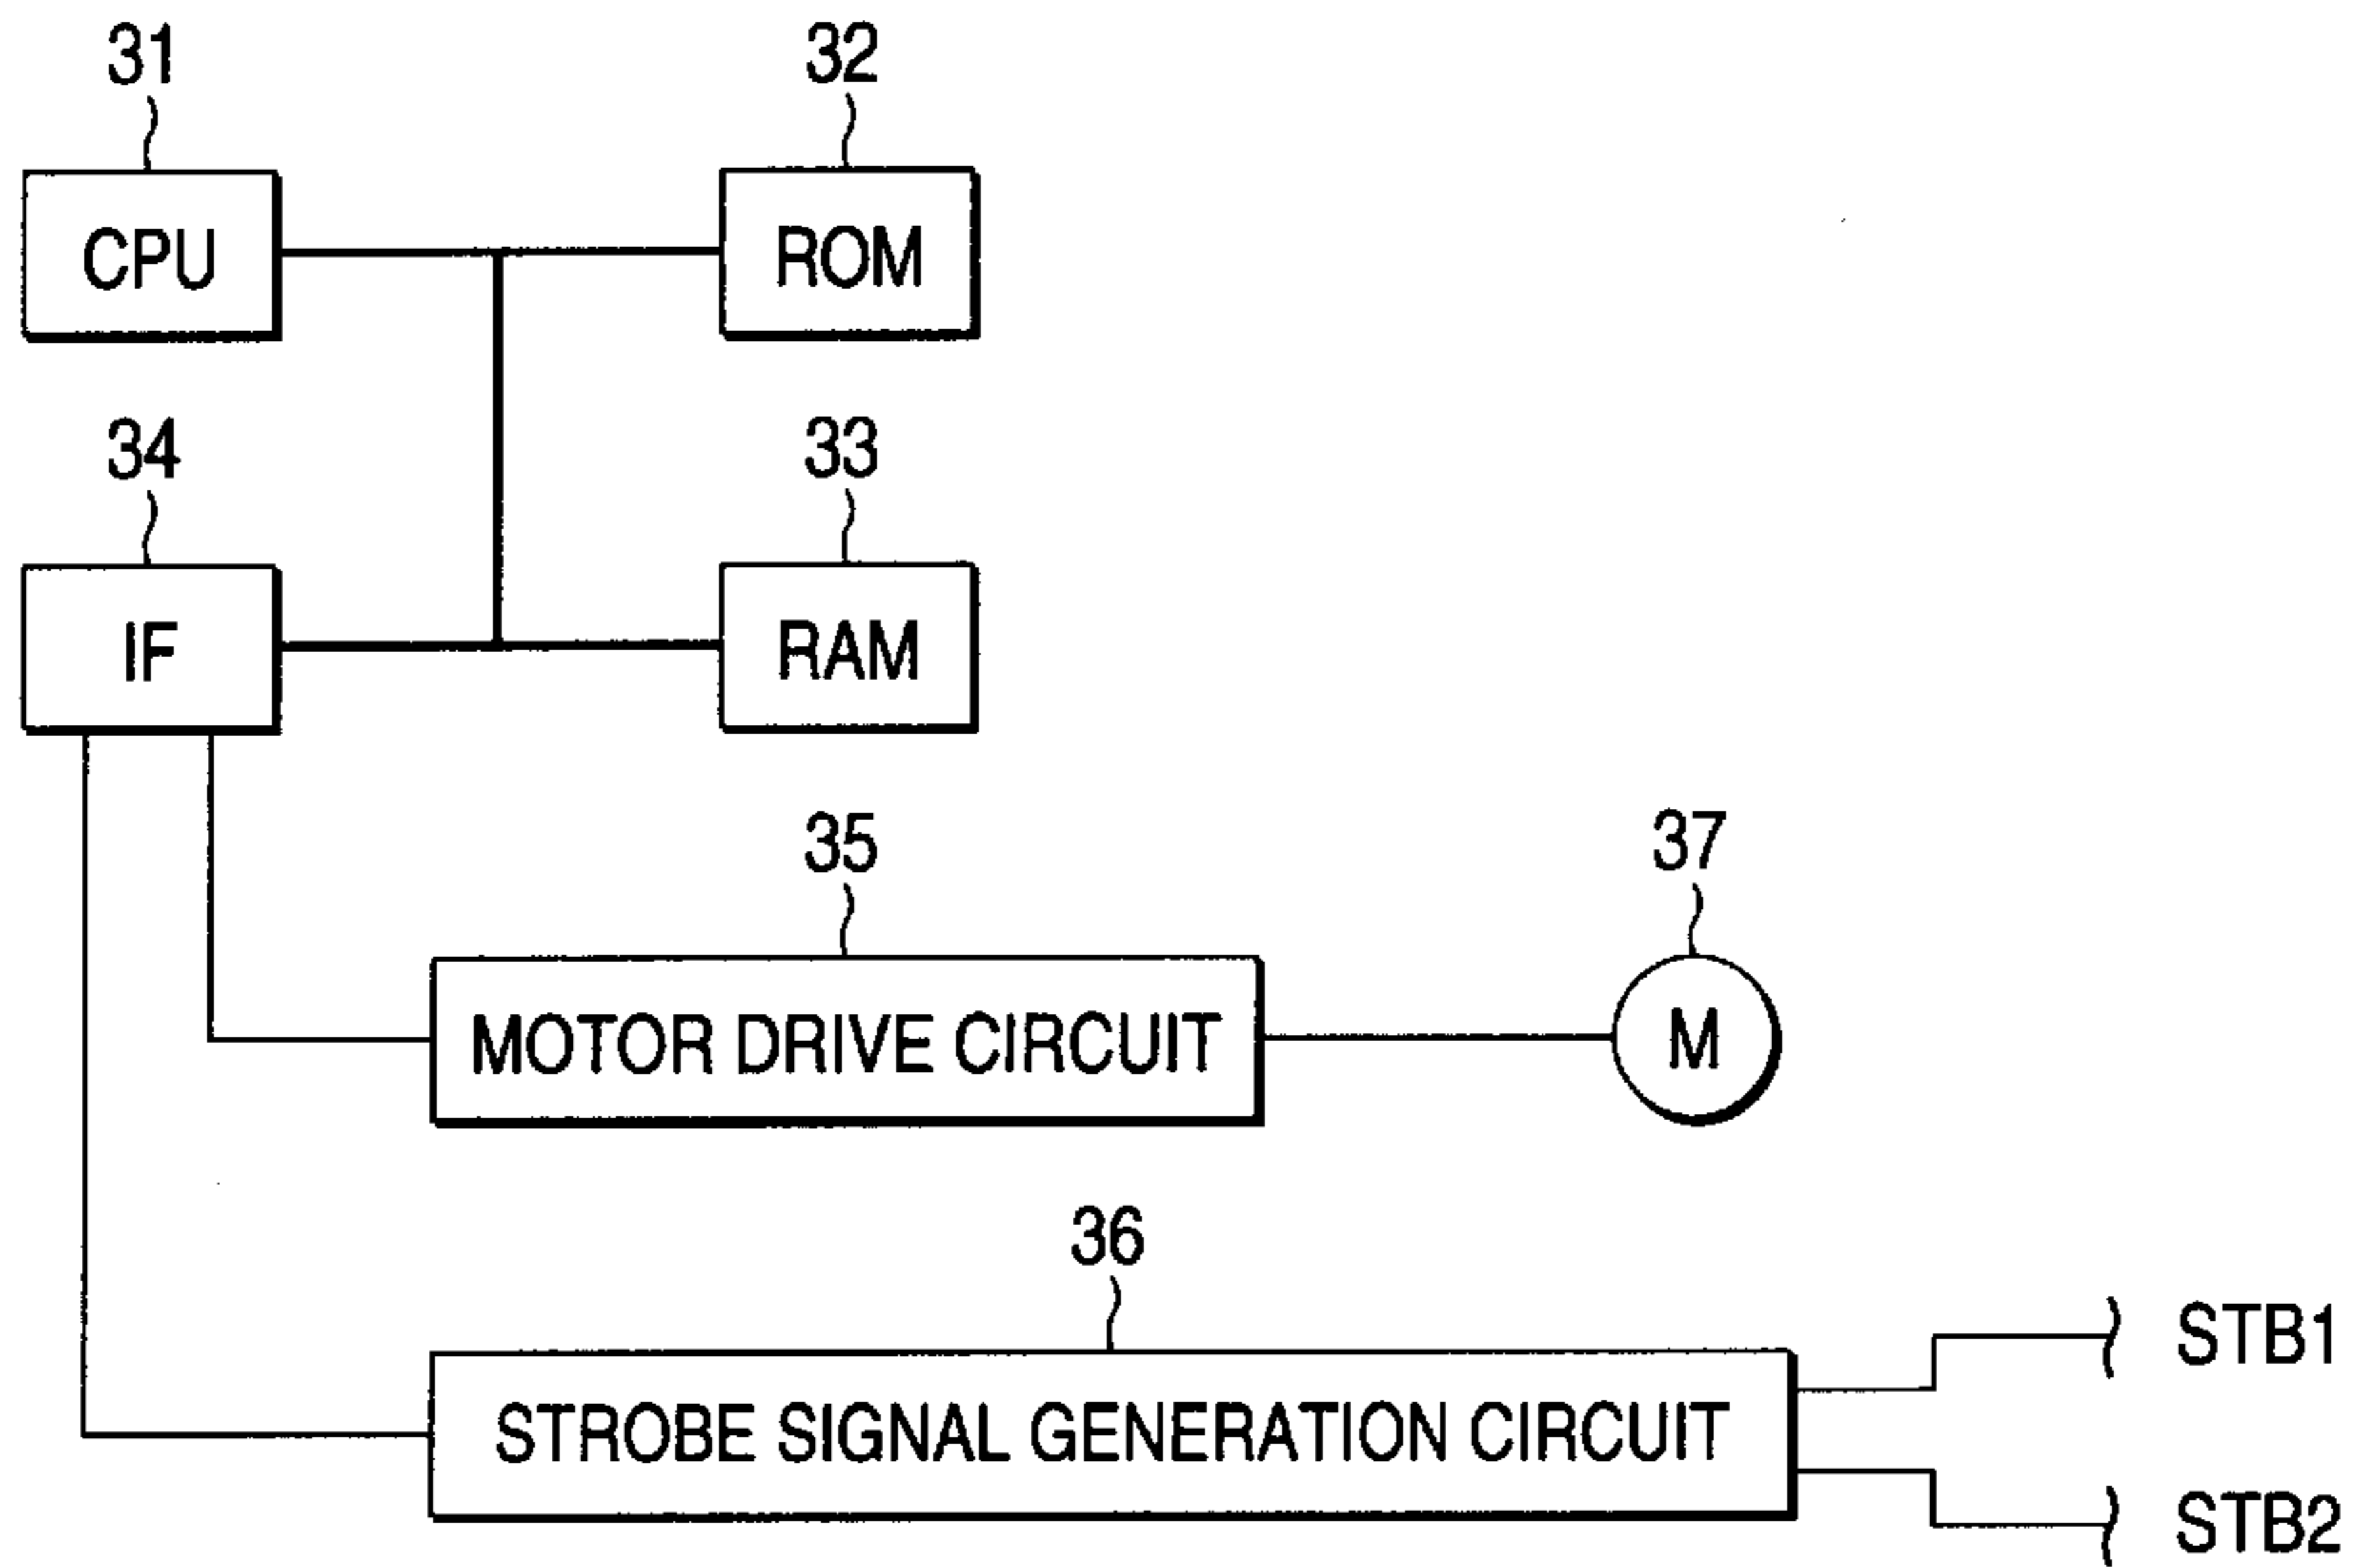 31
32
CPU
ROM
34
33
IF
RAM
35
37
MOTOR DRIVE CIRCUIT
M
36
STB1
STROBE SIGNAL GENERATION CIRCUIT
STB2